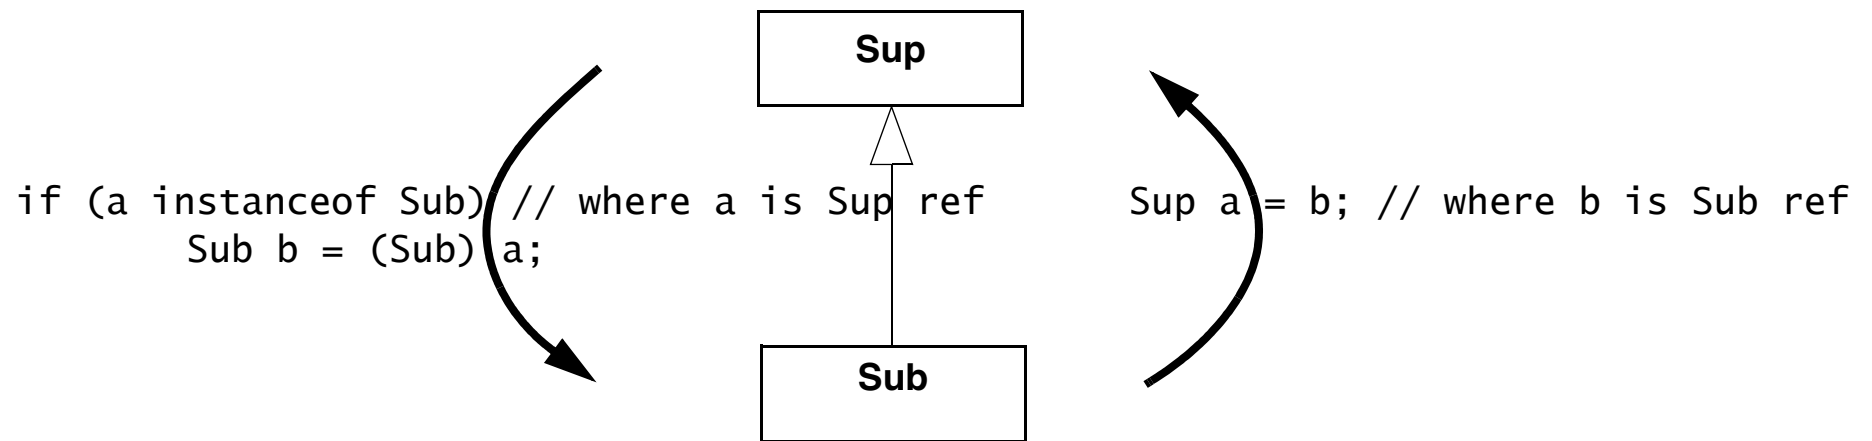 Sup
if (a instanceof Sub) // where a is Sup ref
Sub b = (Sub) a;
Sup a = b; // where b is Sub ref
Sub